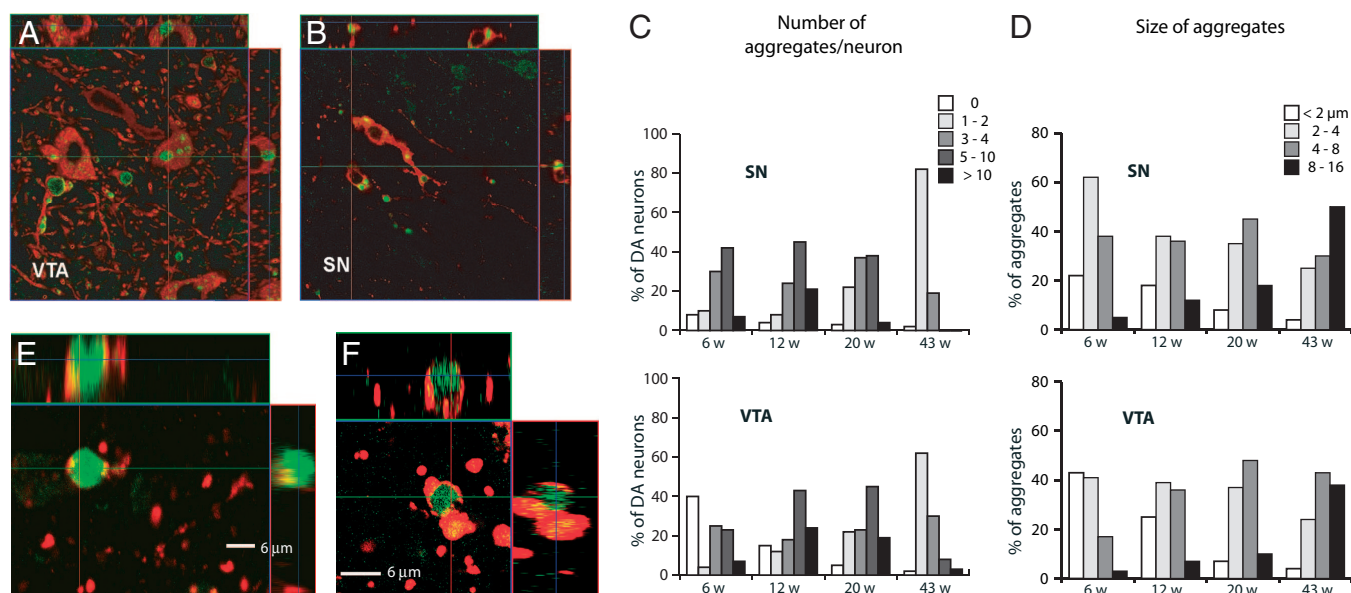 A
VTA
B
SN
C
Number of
aggregates/neuron
0
1 - 2
3 - 4
5 - 10
> 10
100
80
60
40
20
0
% of DA neurons
SN
6 w
12 w
20 w
43 w
100
80
60
40
20
0
% of DA neurons
VTA
6 w
12 w
20 w
43 w
D
Size of aggregates
< 2 µm
2 - 4
4 - 8
8 - 16
80
60
40
20
0
% of aggregates
SN
6 w
12 w
20 w
43 w
80
60
40
20
0
% of aggregates
VTA
6 w
12 w
20 w
43 w
E
6 µm
F
6 µm